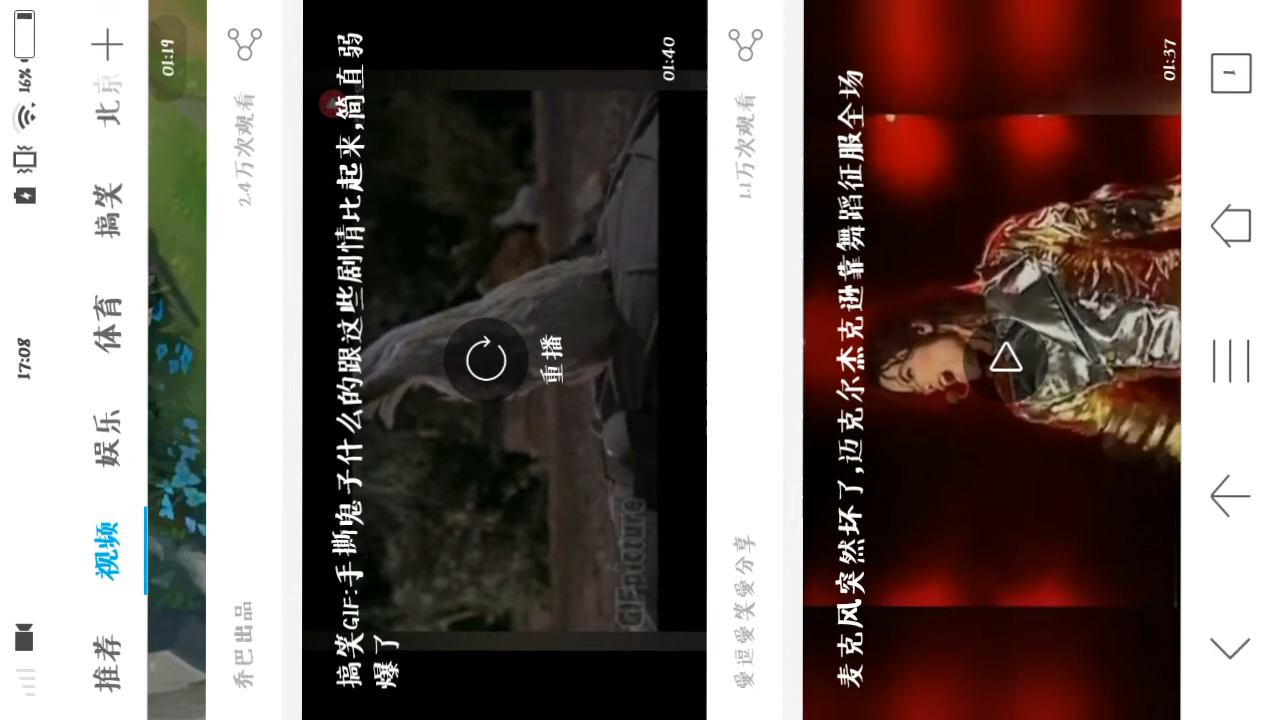 17:08
16%
推荐
视频
娱乐
体育
搞笑
北京
01:19
乔巴出品
2.4万次观看
搞笑GIF:手撕鬼子什么的跟这些剧情比起来,简直弱
爆了
01:40
重播
GIF picture
爱逗爱笑爱分享
1.1万次观看
麦克风突然坏了,迈克尔杰克逊靠舞蹈征服全场
01:37
1